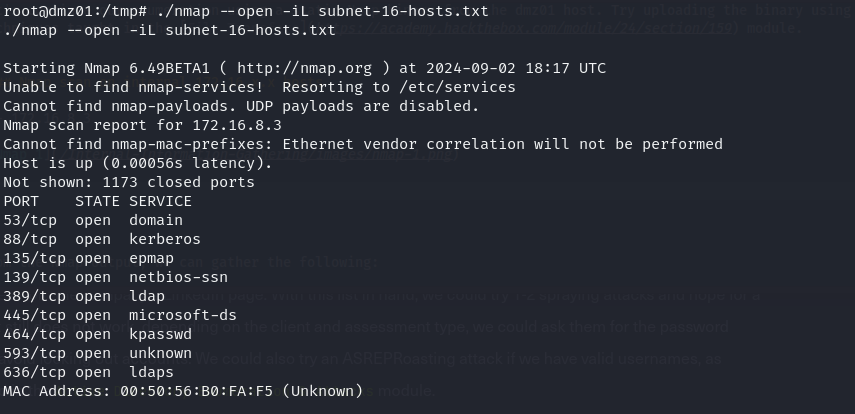 root@dmz01:/tmp# ./nmap --open -iL subnet-16-hosts.txt
./nmap --open -iL subnet-16-hosts.txt
Starting Nmap 6.49BETA1 ( http://nmap.org ) at 2024-09-02 18:17 UTC
Unable to find nmap-services!  Resorting to /etc/services
Cannot find nmap-payloads. UDP payloads are disabled.
Nmap scan report for 172.16.8.3
Cannot find nmap-mac-prefixes: Ethernet vendor correlation will not be performed
Host is up (0.00056s latency).
Not shown: 1173 closed ports
PORT    STATE SERVICE
53/tcp  open  domain
88/tcp  open  kerberos
135/tcp open  epmap
139/tcp open  netbios-ssn
389/tcp open  ldap
445/tcp open  microsoft-ds
464/tcp open  kpasswd
593/tcp open  unknown
636/tcp open  ldaps
MAC Address: 00:50:56:B0:FA:F5 (Unknown)